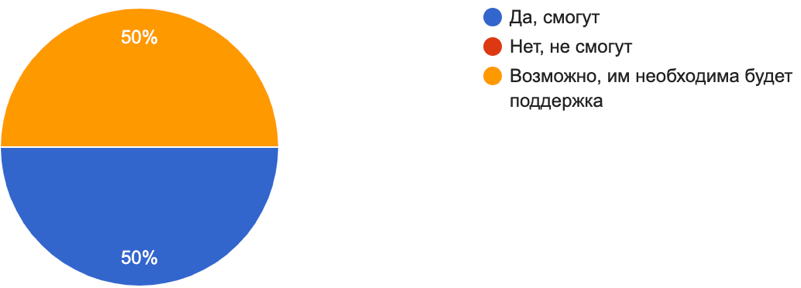 50%
50%
Да, смогут
Нет, не смогут
Возможно, им необходима будет
поддержка